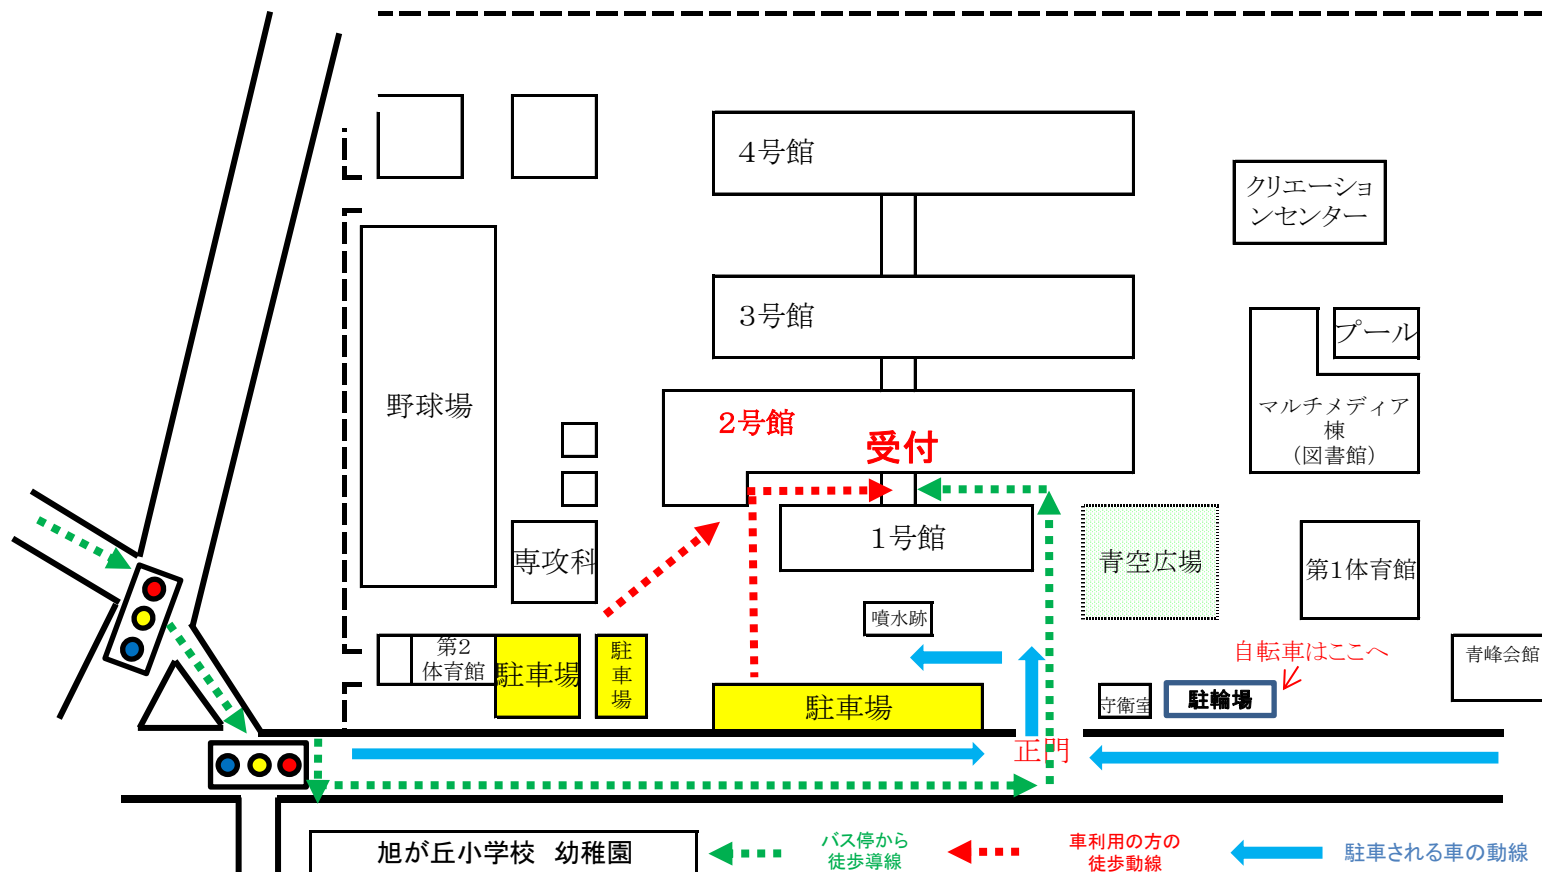 4号館
クリエーショ
ンセンター
3号館
プール
野球場
2号館
受付
マルチメディア
棟
(図書館)
1号館
専攻科
青空広場
第1体育館
噴水跡
第2
体育館
駐車場
駐
車
場
自転車はここへ
青峰会館
駐車場
守衛室
駐輪場
正門
旭が丘小学校 幼稚園
バス停から
徒歩導線
車利用の方の
徒歩動線
駐車される車の動線